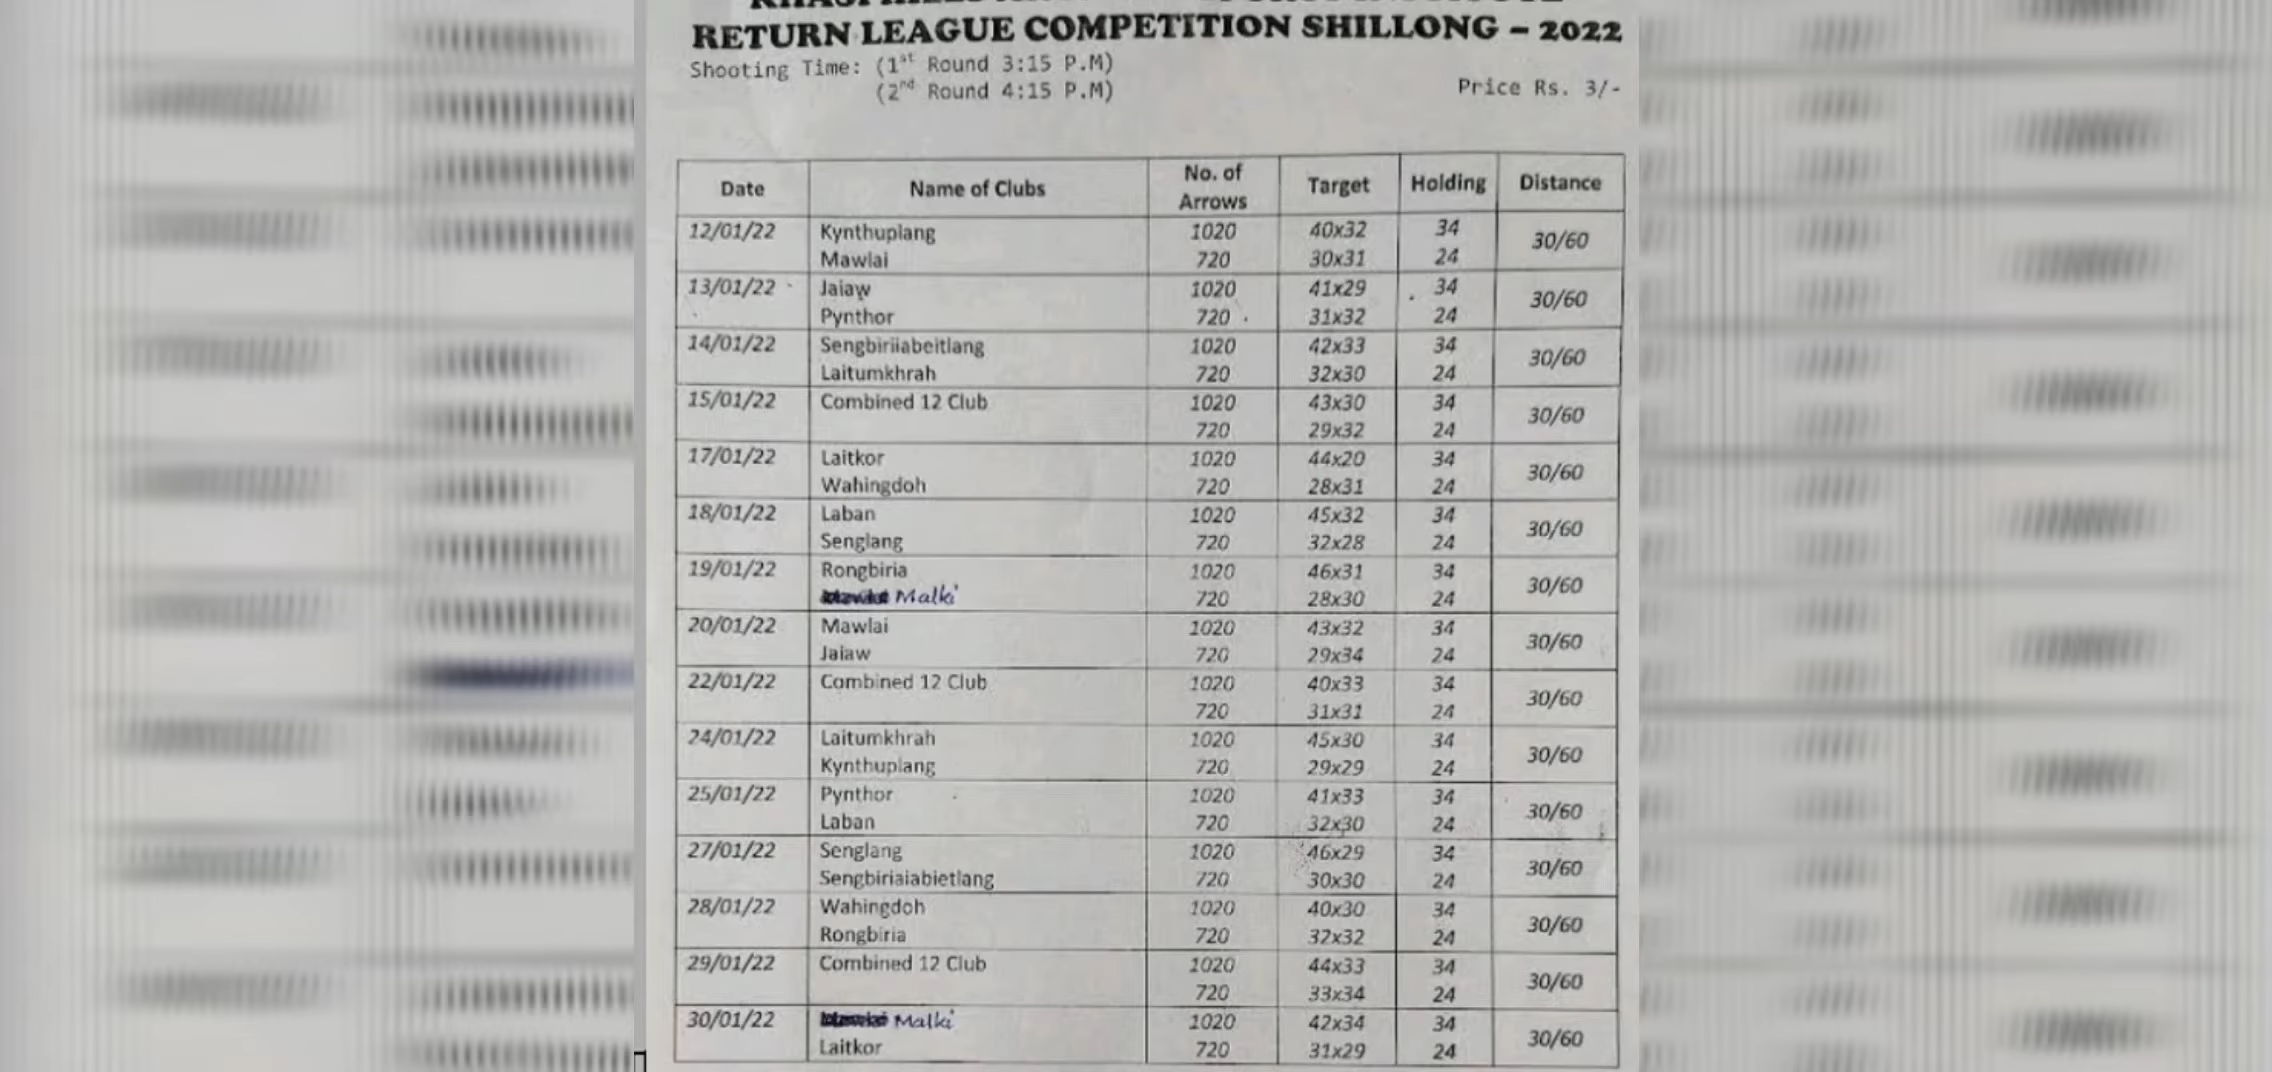 RETURN LEAGUE COMPETITION SHILLONG – 2022
Shooting Time: (1st Round 3:15 P.M)
(2nd Round 4:15 P.M)
Price Rs. 3/-
Date Name of Clubs No. of Arrows Target Holding Distance
12/01/22 Kynthuplang 1020 40x32 34 30/60
Mawlai 720 30x31 24
13/01/22 Jaiaw 1020 41x29 34 30/60
Pynthor 720 31x32 24
14/01/22 Sengbiriiabeitlang 1020 42x33 34 30/60
Laitumkhrah 720 32x30 24
15/01/22 Combined 12 Club 1020 43x30 34 30/60
720 29x32 24
17/01/22 Laitkor 1020 44x20 34 30/60
Wahingdoh 720 28x31 24
18/01/22 Laban 1020 45x32 34 30/60
Senglang 720 32x28 24
19/01/22 Rongbiria 1020 46x31 34 30/60
Malki 720 28x30 24
20/01/22 Mawlai 1020 43x32 34 30/60
Jaiaw 720 29x34 24
22/01/22 Combined 12 Club 1020 40x33 34 30/60
720 31x31 24
24/01/22 Laitumkhrah 1020 45x30 34 30/60
Kynthuplang 720 29x29 24
25/01/22 Pynthor 1020 41x33 34 30/60
Laban 720 32x30 24
27/01/22 Senglang 1020 46x29 34 30/60
Sengbiriaiabietlang 720 30x30 24
28/01/22 Wahingdoh 1020 40x30 34 30/60
Rongbiria 720 32x32 24
29/01/22 Combined 12 Club 1020 44x33 34 30/60
720 33x34 24
30/01/22 Malki 1020 42x34 34 30/60
Laitkor 720 31x29 24